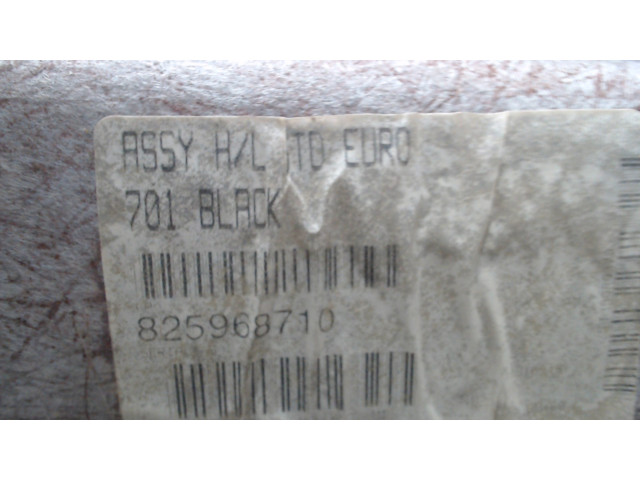 ASSY H/L TD EURO
701 BLACK
825968710